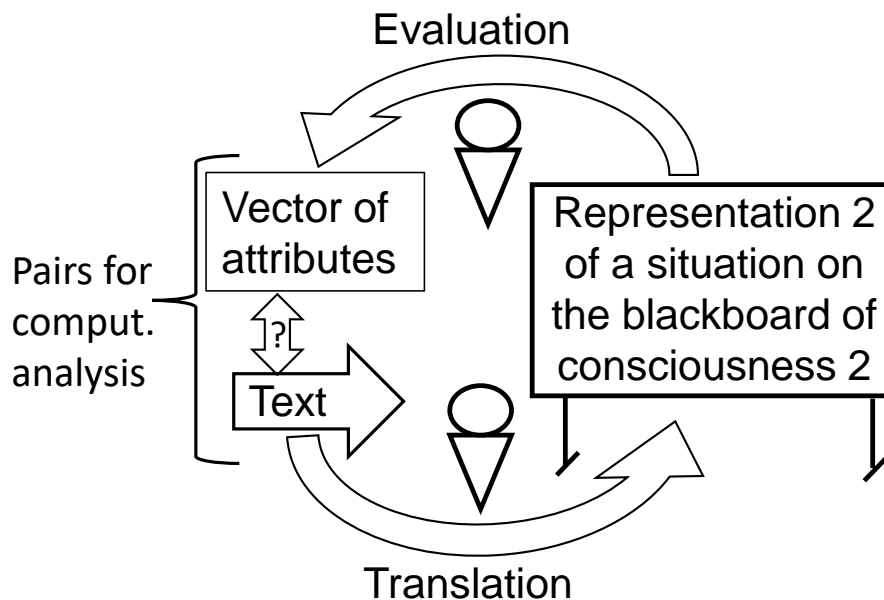 Evaluation
Vector of
attributes
Representation 2
of a situation on
the blackboard of
consciousness 2
Pairs for
comput.
analysis
?
Text
Translation